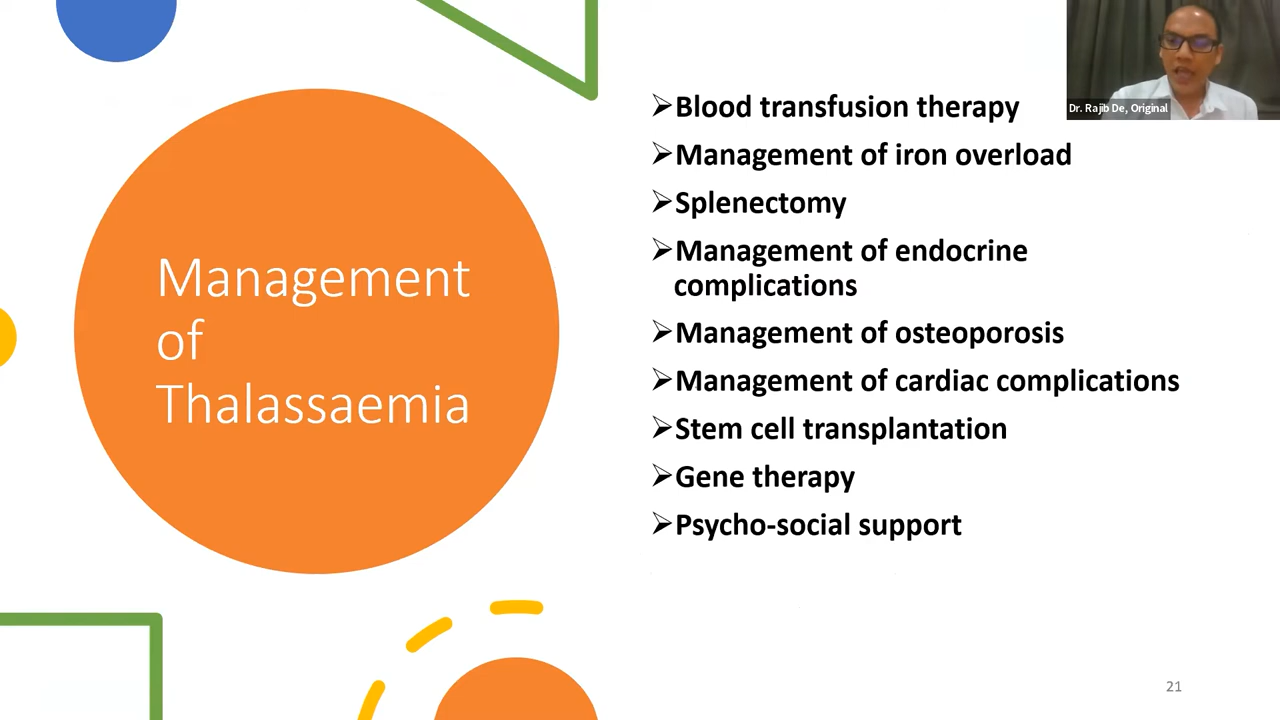 Dr. Rajib De, Original
Management
of
Thalassaemia
➢Blood transfusion therapy
➢Management of iron overload
➢Splenectomy
➢Management of endocrine
complications
➢Management of osteoporosis
➢Management of cardiac complications
➢Stem cell transplantation
➢Gene therapy
➢Psycho-social support
21